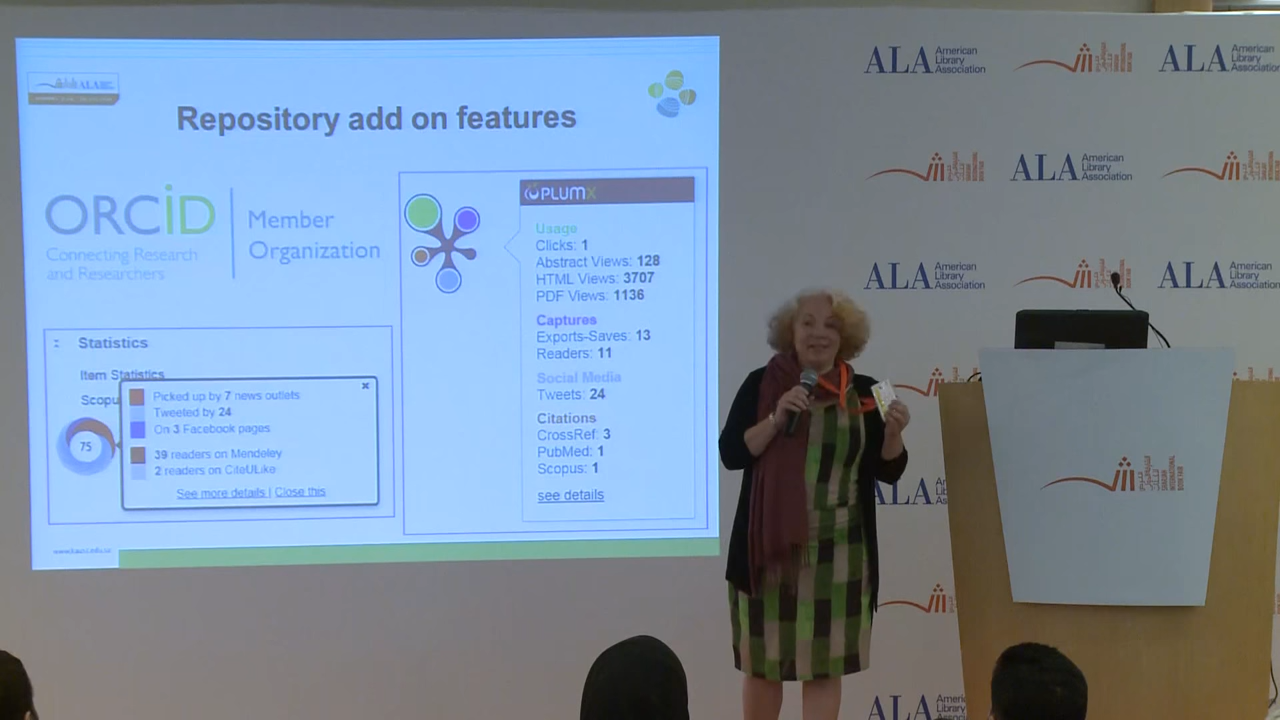 ALA
Repository add on features
ORCiD
Connecting Research
and Researchers
Member
Organization
Statistics
Item Statistics
Scopu
75
Picked up by 7 news outlets
Tweeted by 24
On 3 Facebook pages
39 readers on Mendeley
2 readers on CiteULike
See more details | Close this
PLUMX
Usage
Clicks: 1
Abstract Views: 128
HTML Views: 3707
PDF Views: 1136
Captures
Exports-Saves: 13
Readers: 11
Social Media
Tweets: 24
Citations
CrossRef: 3
PubMed: 1
Scopus: 1
see details
ALA American
Library
Association
ALA American
Library
Association
ALA American
Library
Association
ALA American
Library
Association
ALA American
Library
Association
ALA
ALA